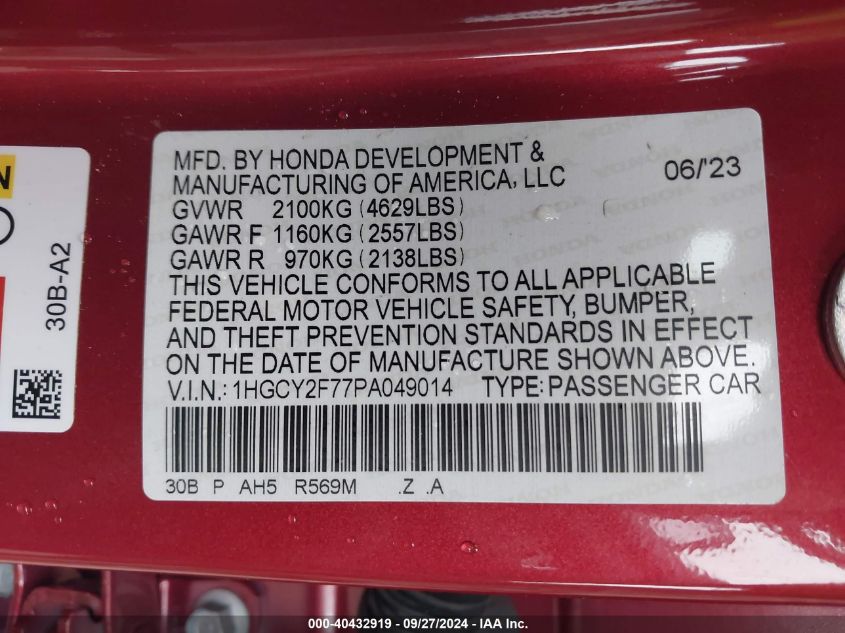 N
30B-A2
MFD. BY HONDA DEVELOPMENT &
MANUFACTURING OF AMERICA, LLC
06/'23
GVWR 2100KG (4629LBS)
GAWR F 1160KG (2557LBS)
GAWR R 970KG (2138LBS)
THIS VEHICLE CONFORMS TO ALL APPLICABLE
FEDERAL MOTOR VEHICLE SAFETY, BUMPER,
AND THEFT PREVENTION STANDARDS IN EFFECT
ON THE DATE OF MANUFACTURE SHOWN ABOVE.
V.I.N.: 1HGCY2F77PA049014 TYPE: PASSENGER CAR
30B P AH5 R569M .Z .A
000-40432919 - 09/27/2024 - IAA Inc.